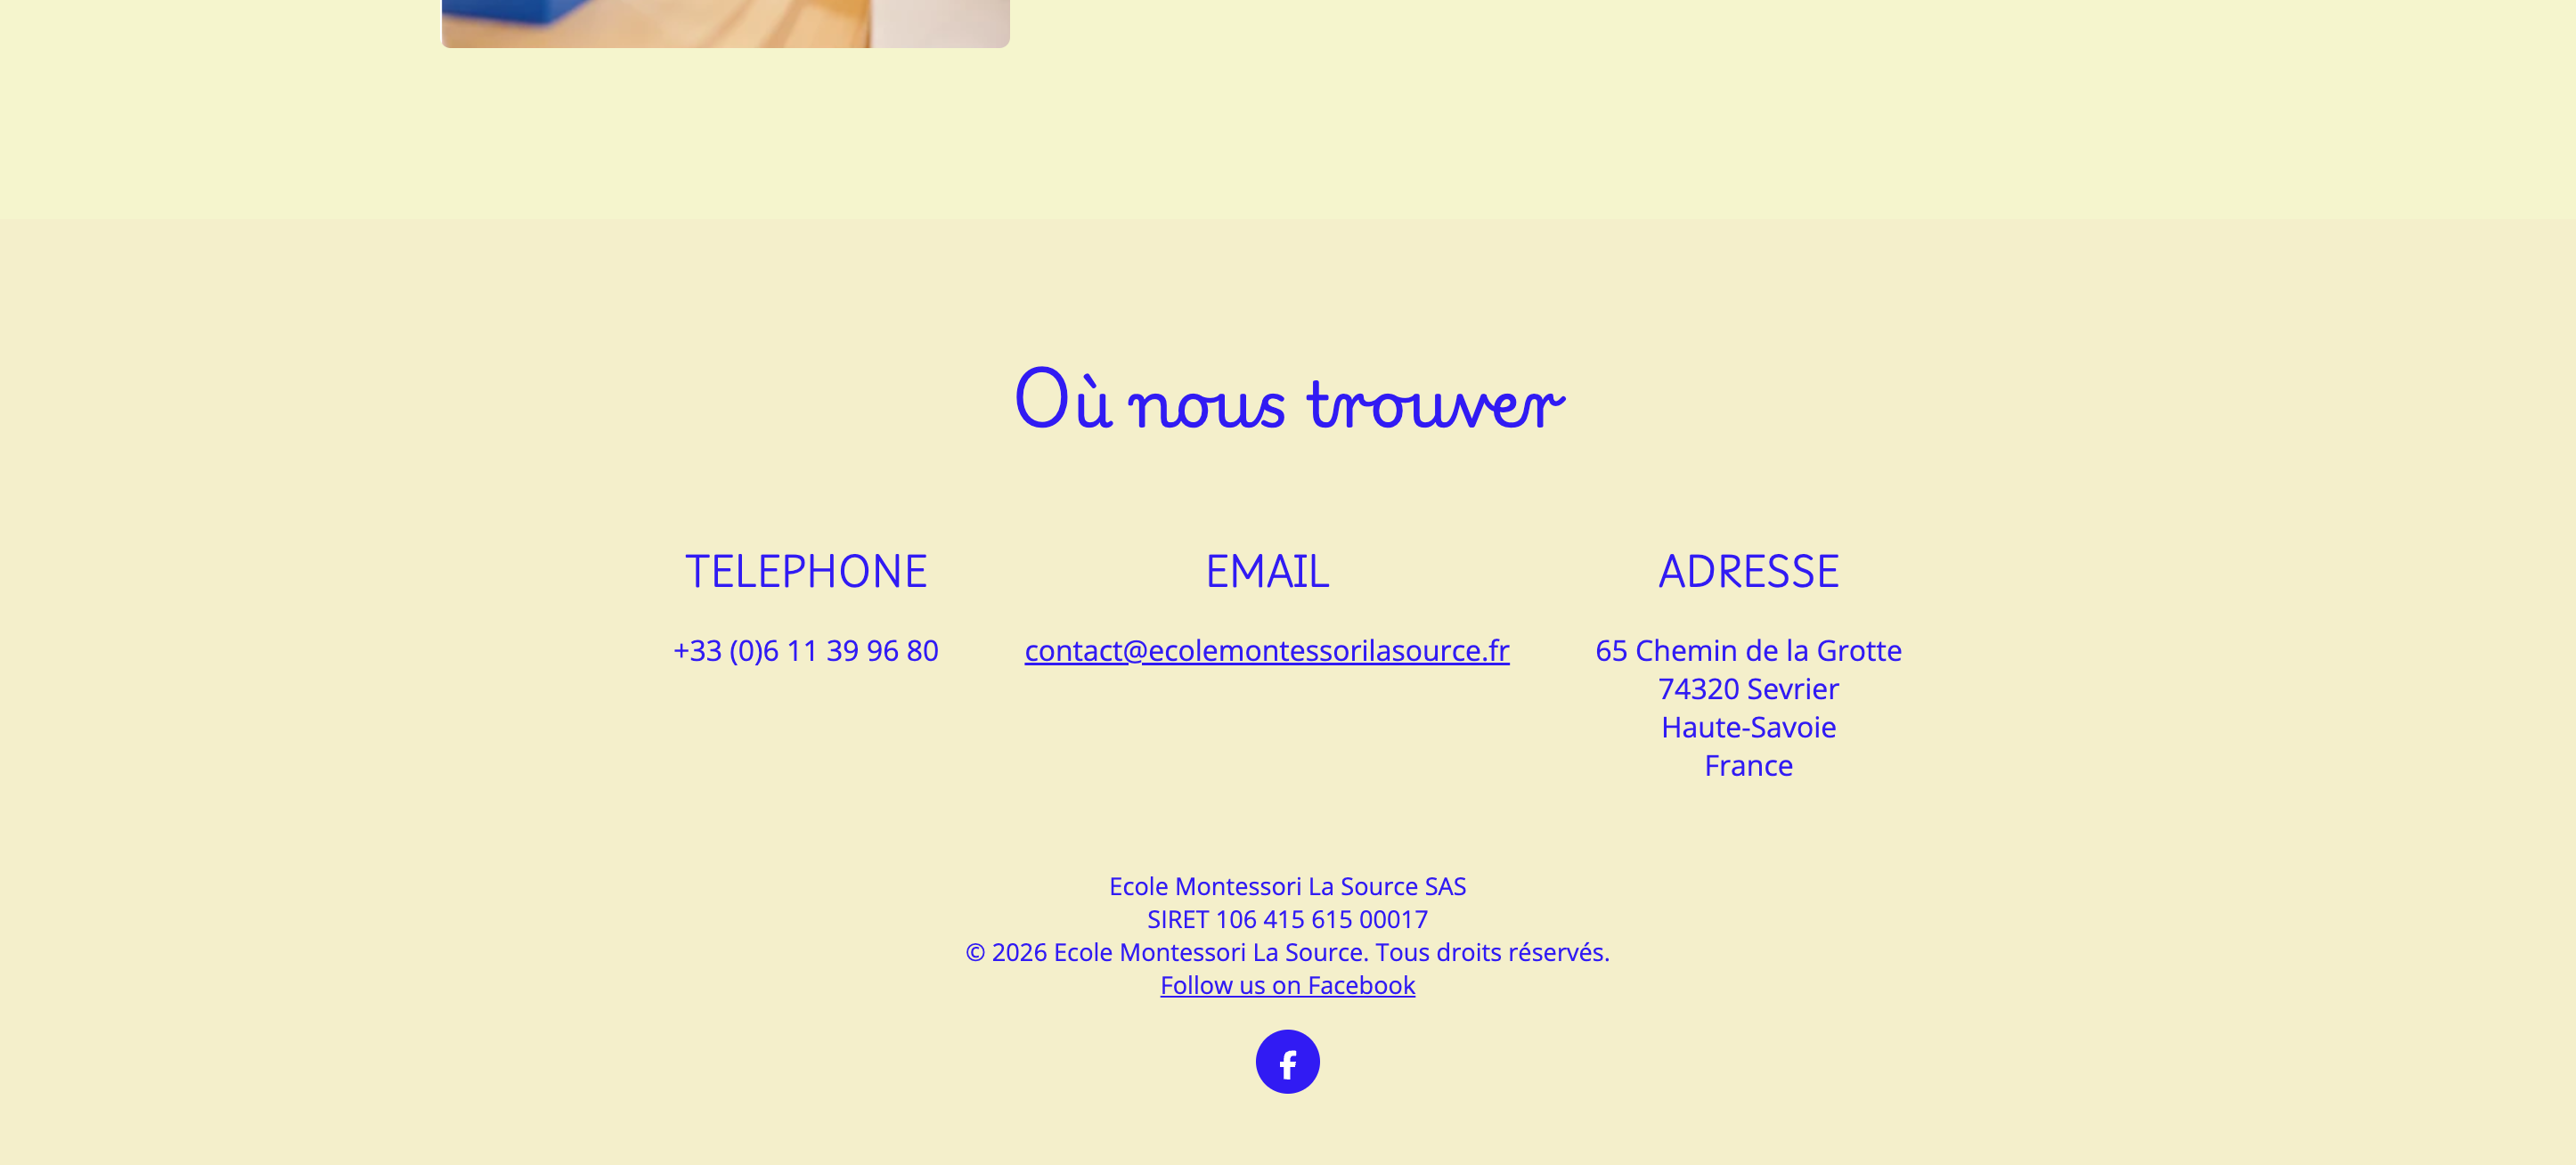 Où nous trouver
TELEPHONE
+33 (0)6 11 39 96 80
EMAIL
contact@ecolemontessorilasource.fr
ADRESSE
65 Chemin de la Grotte
74320 Sevrier
Haute-Savoie
France
Ecole Montessori La Source SAS
SIRET 106 415 615 00017
© 2026 Ecole Montessori La Source. Tous droits réservés.
Follow us on Facebook